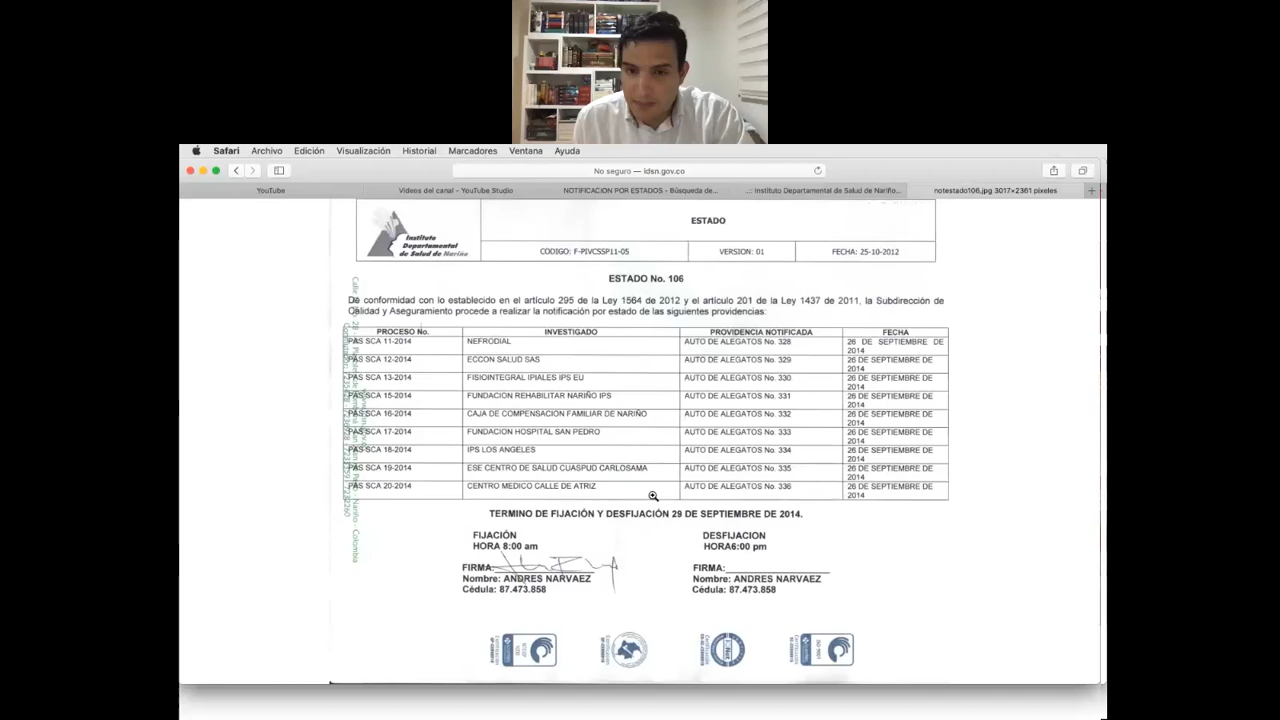 Safari Archivo Edición Visualización Historial Marcadores Ventana Ayuda
No seguro — idsn.gov.co
YouTube Videos del canal - YouTube Studio NOTIFICACION POR ESTADOS - Búsqueda de... ..:: Instituto Departamental de Salud de Nariño... notestado106.jpg 3017×2361 píxeles
Instituto
Departamental
de Salud de Nariño
ESTADO
CÓDIGO: F-PIVCSSP11-05 VERSION: 01 FECHA: 25-10-2012
ESTADO No. 106
De conformidad con lo establecido en el artículo 295 de la Ley 1564 de 2012 y el artículo 201 de la Ley 1437 de 2011, la Subdirección de
Calidad y Aseguramiento procede a realizar la notificación por estado de las siguientes providencias:
PROCESO No. INVESTIGADO PROVIDENCIA NOTIFICADA FECHA
PAS SCA 11-2014 NEFRODIAL AUTO DE ALEGATOS No. 328 26 DE SEPTIEMBRE DE
2014
PAS SCA 12-2014 ECCON SALUD SAS AUTO DE ALEGATOS No. 329 26 DE SEPTIEMBRE DE
2014
PAS SCA 13-2014 FISIOINTEGRAL IPIALES IPS EU AUTO DE ALEGATOS No. 330 26 DE SEPTIEMBRE DE
2014
PAS SCA 15-2014 FUNDACION REHABILITAR NARIÑO IPS AUTO DE ALEGATOS No. 331 26 DE SEPTIEMBRE DE
2014
PAS SCA 16-2014 CAJA DE COMPENSACION FAMILIAR DE NARIÑO AUTO DE ALEGATOS No. 332 26 DE SEPTIEMBRE DE
2014
PAS SCA 17-2014 FUNDACION HOSPITAL SAN PEDRO AUTO DE ALEGATOS No. 333 26 DE SEPTIEMBRE DE
2014
PAS SCA 18-2014 IPS LOS ANGELES AUTO DE ALEGATOS No. 334 26 DE SEPTIEMBRE DE
2014
PAS SCA 19-2014 ESE CENTRO DE SALUD CUASPUD CARLOSAMA AUTO DE ALEGATOS No. 335 26 DE SEPTIEMBRE DE
2014
PAS SCA 20-2014 CENTRO MEDICO CALLE DE ATRIZ AUTO DE ALEGATOS No. 336 26 DE SEPTIEMBRE DE
2014
TERMINO DE FIJACIÓN Y DESFIJACIÓN 29 DE SEPTIEMBRE DE 2014.
FIJACIÓN DESFIJACION
HORA 8:00 am HORA6:00 pm
FIRMA: FIRMA:
Nombre: ANDRES NARVAEZ Nombre: ANDRES NARVAEZ
Cédula: 87.473.858 Cédula: 87.473.858